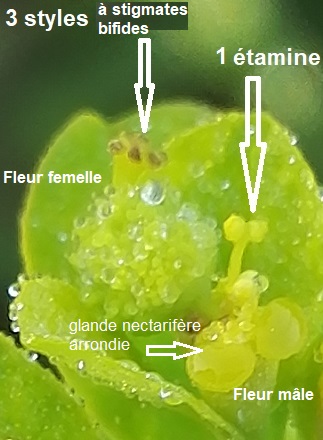 3 styles
à stigmates
bifides
1 étamine
Fleur femelle
glande nectarifère
arrondie
Fleur mâle